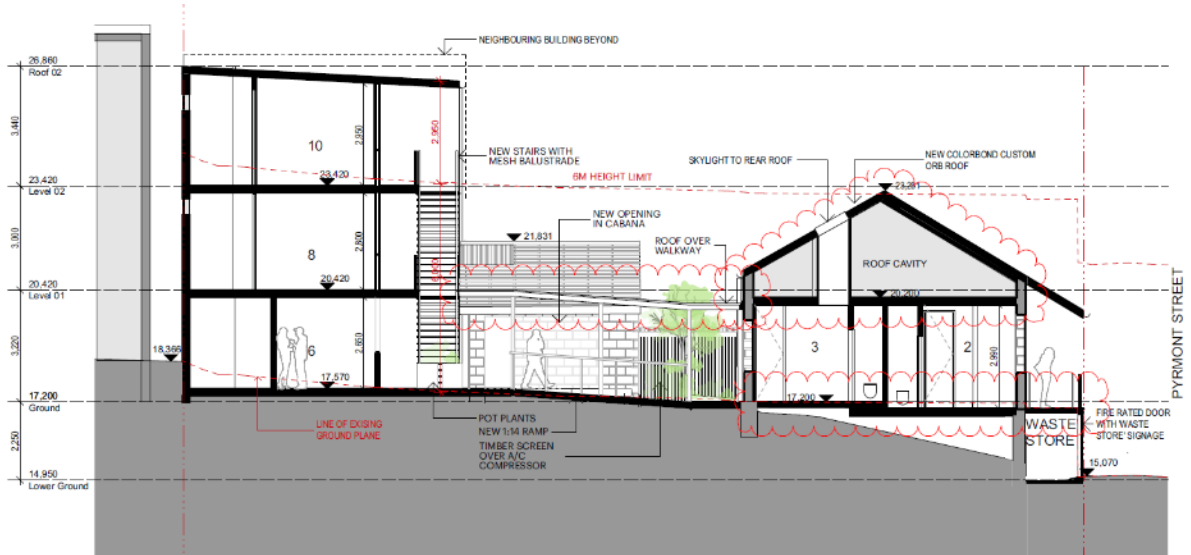 NEIGHBOURING BUILDING BEYOND
26,860
Roof 02
3,440
10
2,950
2,950
NEW STAIRS WITH
MESH BALUSTRADE
SKYLIGHT TO REAR ROOF
NEW COLORBOND CUSTOM
ORB ROOF
6M HEIGHT LIMIT
23,420
23,420
Level 02
23,291
3,000
8
2,800
NEW OPENING
IN CABANA
21,831
ROOF OVER
WALKWAY
ROOF CAVITY
20,420
20,420
Level 01
20,200
3,220
6
2,650
3
2
2,990
18,366
17,570
17,200
17,200
Ground
LINE OF EXISING
GROUND PLANE
POT PLANTS
NEW 1:14 RAMP
TIMBER SCREEN
OVER A/C
COMPRESSOR
WASTE
STORE
FIRE RATED DOOR
WITH 'WASTE
STORE' SIGNAGE
2,250
15,070
14,950
Lower Ground
PYRMONT STREET